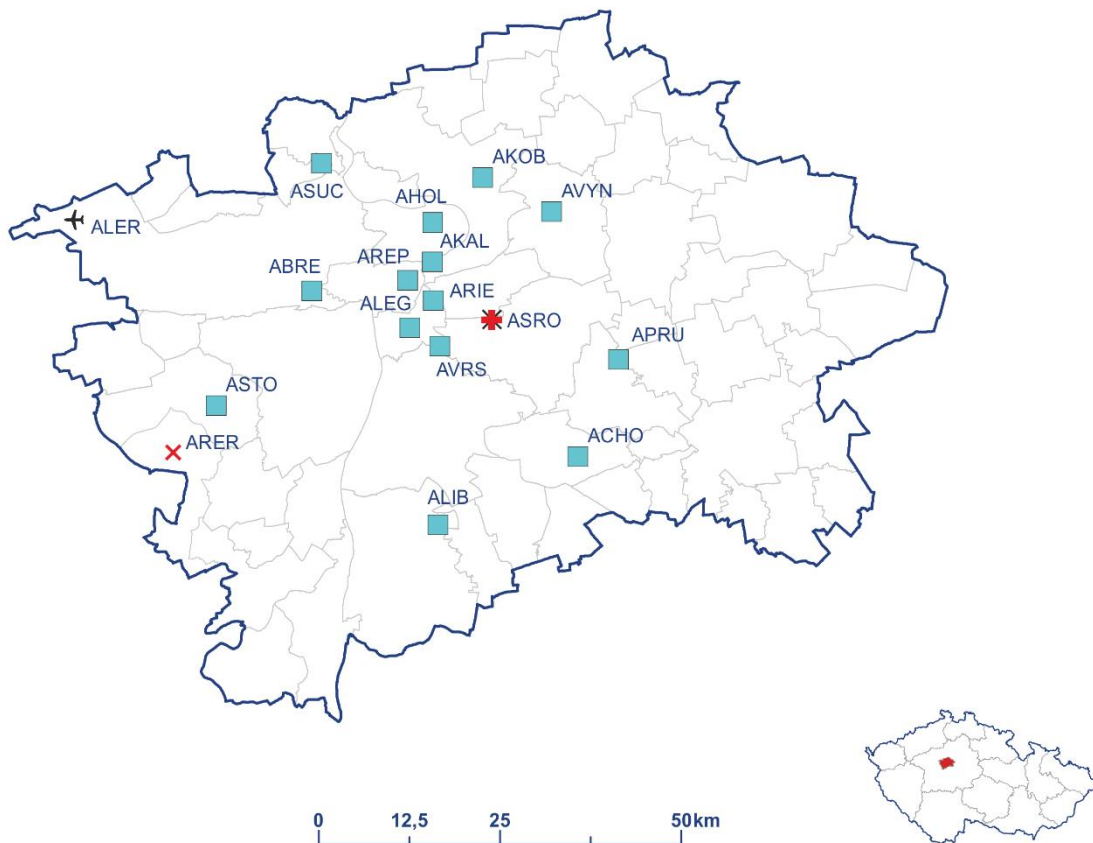 AKOB
ASUC
AVYN
AHOL
ALER
AKAL
AREP
ABRE
ARIE
ALEG
ASRO
APRU
AVRS
ASTO
ARER
ACHO
ALIB
0 12,5 25 50km